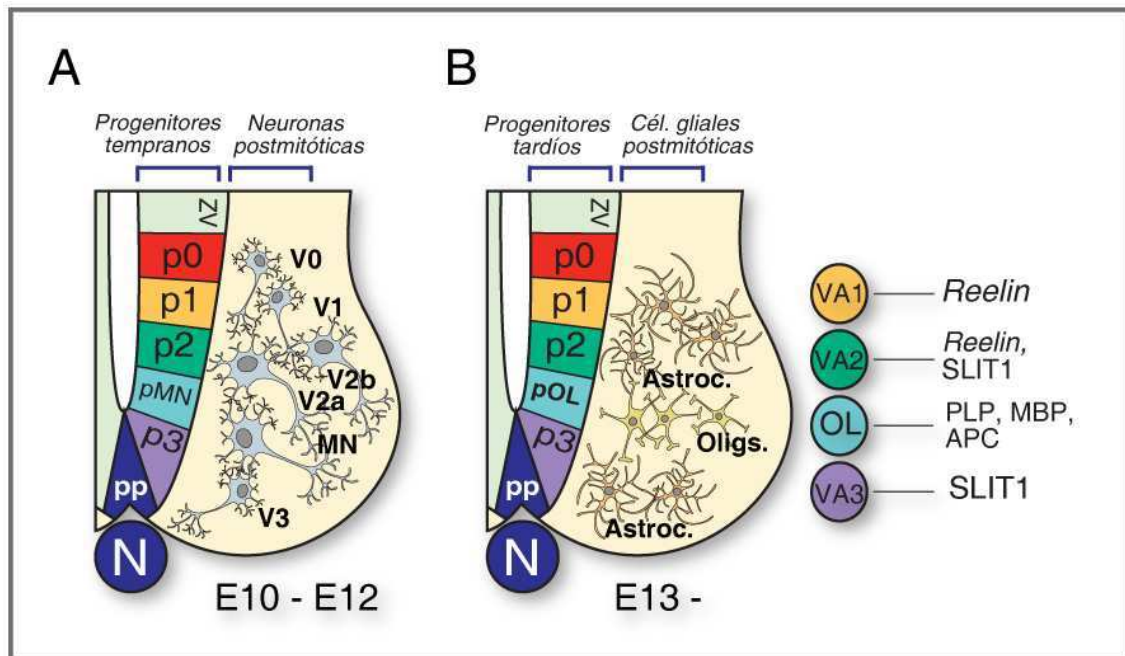 A
Progenitores
tempranos
Neuronas
postmitóticas
ZV
p0
p1
p2
pMN
p3
pp
N
V0
V1
V2b
V2a
MN
V3
E10 - E12
B
Progenitores
tardíos
Cél. gliales
postmitóticas
ZV
p0
p1
p2
pOL
p3
pp
N
Astroc.
Oligs.
Astroc.
E13 -
VA1 Reelin
VA2 Reelin,
SLIT1
OL PLP, MBP,
APC
VA3 SLIT1